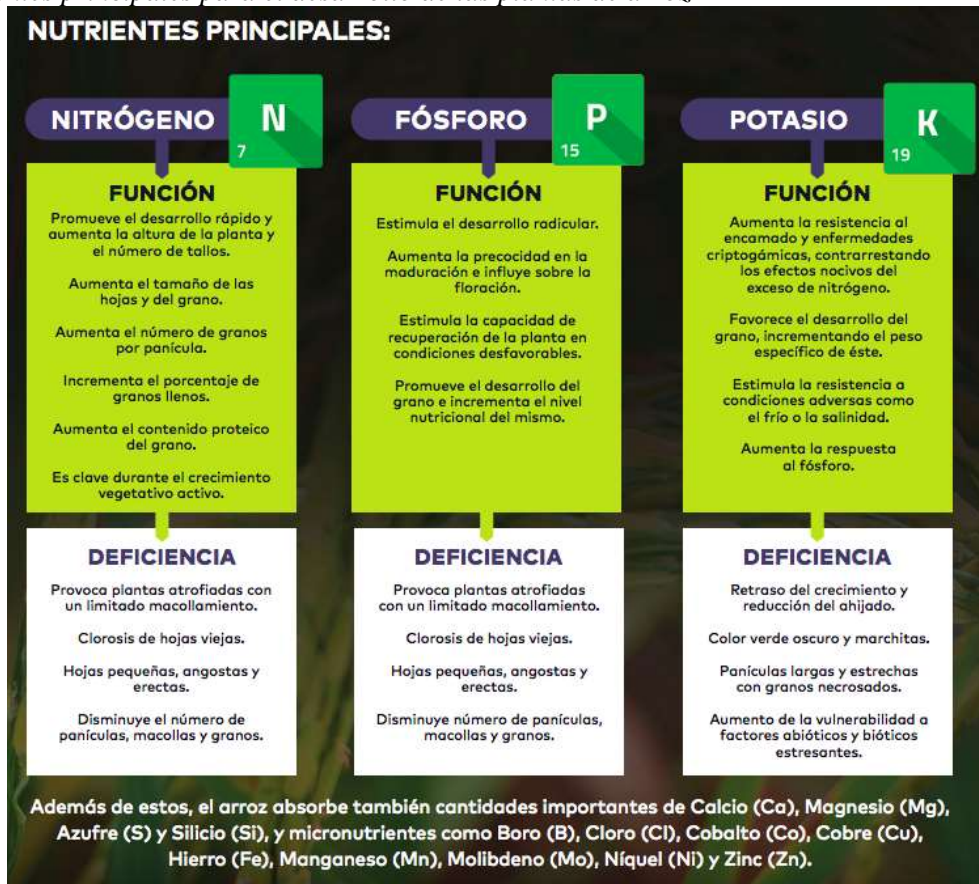 NUTRIENTES PRINCIPALES:
NITRÓGENO
N
7
FUNCIÓN
Promueve el desarrollo rápido y
aumenta la altura de la planta y
el número de tallos.
Aumenta el tamaño de las
hojas y del grano.
Aumenta el número de granos
por panícula.
Incrementa el porcentaje de
granos llenos.
Aumenta el contenido proteico
del grano.
Es clave durante el crecimiento
vegetativo activo.
DEFICIENCIA
Provoca plantas atrofiadas con
un limitado macollamiento.
Clorosis de hojas viejas.
Hojas pequeñas, angostas y
erectas.
Disminuye el número de
panículas, macollas y granos.
FÓSFORO
P
15
FUNCIÓN
Estimula el desarrollo radicular.
Aumenta la precocidad en la
maduración e influye sobre la
floración.
Estimula la capacidad de
recuperación de la planta en
condiciones desfavorables.
Promueve el desarrollo del
grano e incrementa el nivel
nutricional del mismo.
DEFICIENCIA
Provoca plantas atrofiadas
con un limitado macollamiento.
Clorosis de hojas viejas.
Hojas pequeñas, angostas y
erectas.
Disminuye número de panículas,
macollas y granos.
POTASIO
K
19
FUNCIÓN
Aumenta la resistencia al
encamado y enfermedades
criptogámicas, contrarrestando
los efectos nocivos del
exceso de nitrógeno.
Favorece el desarrollo del
grano, incrementando el peso
específico de éste.
Estimula la resistencia a
condiciones adversas como
el frío o la salinidad.
Aumenta la respuesta
al fósforo.
DEFICIENCIA
Retraso del crecimiento y
reducción del ahijado.
Color verde oscuro y marchitas.
Panículas largas y estrechas
con granos necrosados.
Aumento de la vulnerabilidad a
factores abióticos y bióticos
estresantes.
Además de estos, el arroz absorbe también cantidades importantes de Calcio (Ca), Magnesio (Mg),
Azufre (S) y Silicio (Si), y micronutrientes como Boro (B), Cloro (Cl), Cobalto (Co), Cobre (Cu),
Hierro (Fe), Manganeso (Mn), Molibdeno (Mo), Níquel (Ni) y Zinc (Zn).